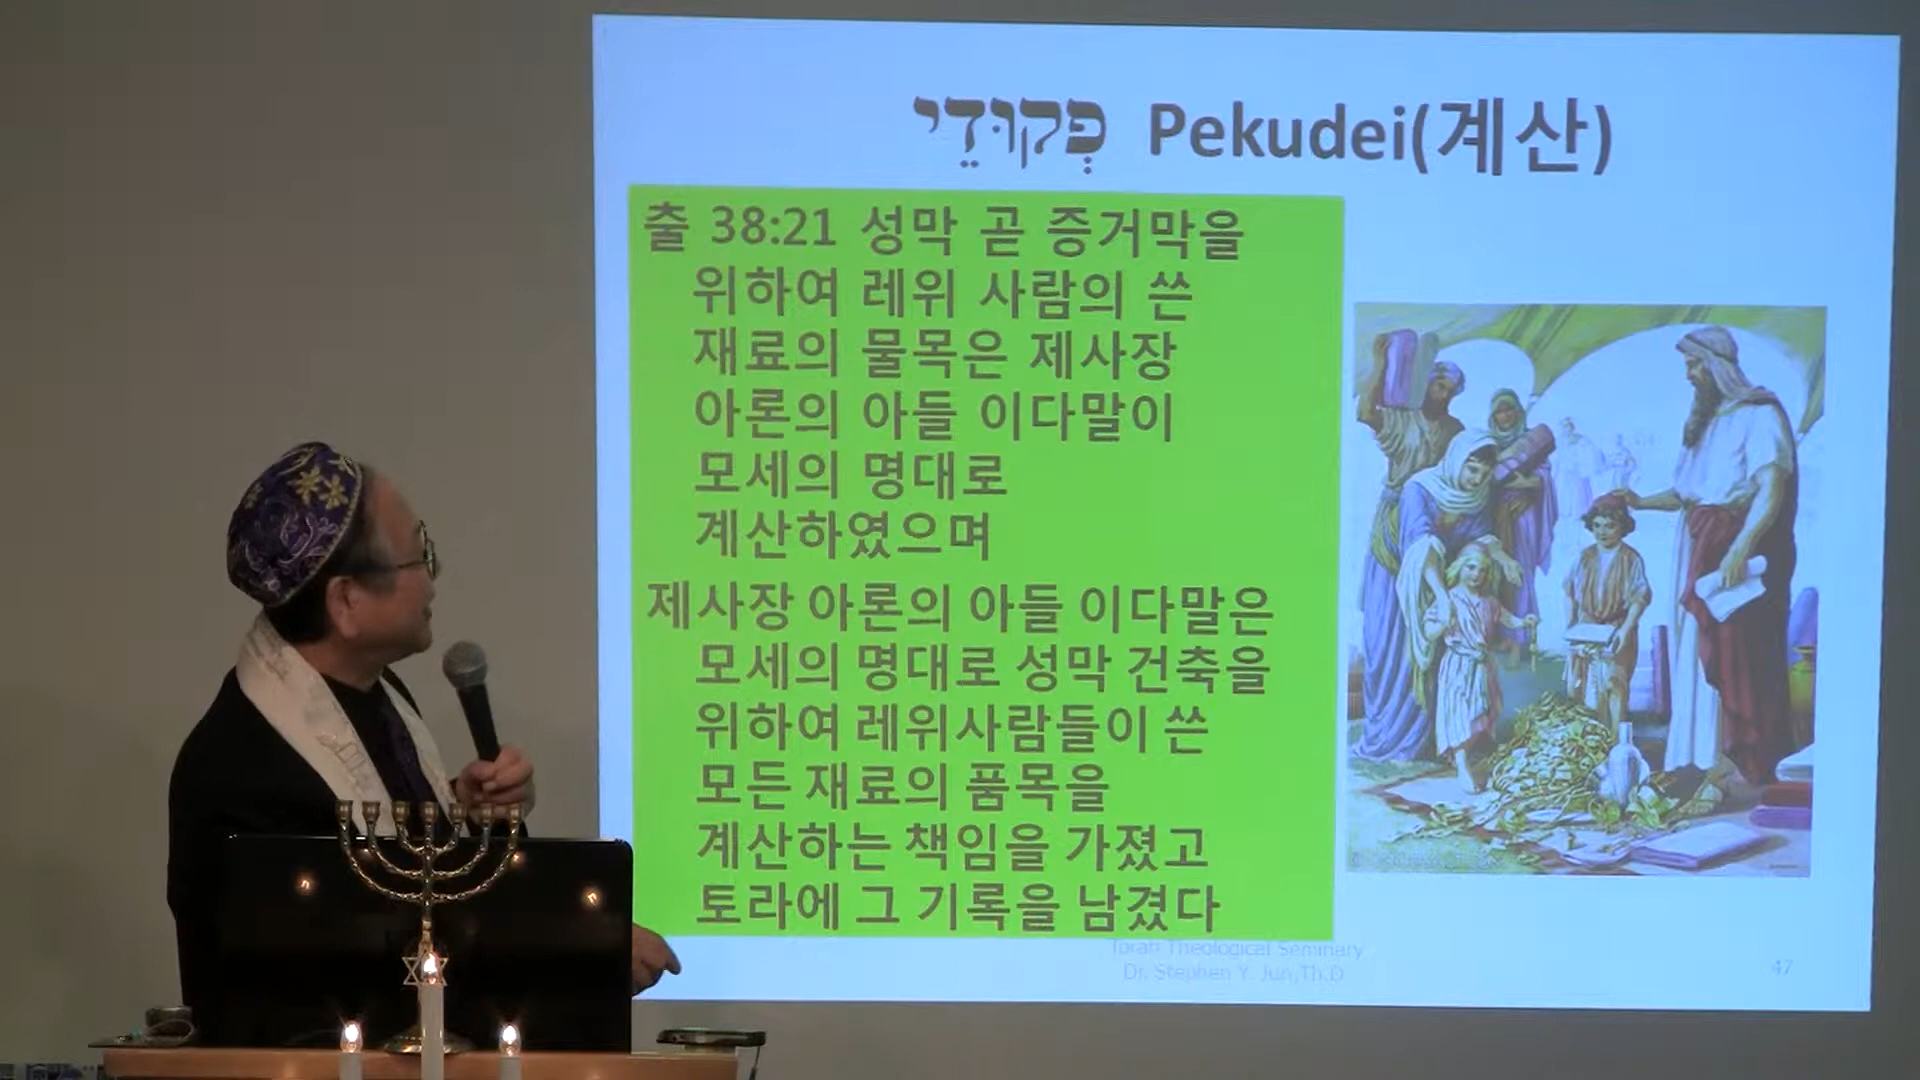 פְקוּדֵי Pekudei(계산)
출 38:21 성막 곧 증거막을
위하여 레위 사람의 쓴
재료의 물목은 제사장
아론의 아들 이다말이
모세의 명대로
계산하였으며
제사장 아론의 아들 이다말은
모세의 명대로 성막 건축을
위하여 레위사람들이 쓴
모든 재료의 품목을
계산하는 책임을 가졌고
토라에 그 기록을 남겼다
Torah Theological Seminary
Dr. Stephen Y. Jun,Th.D
47